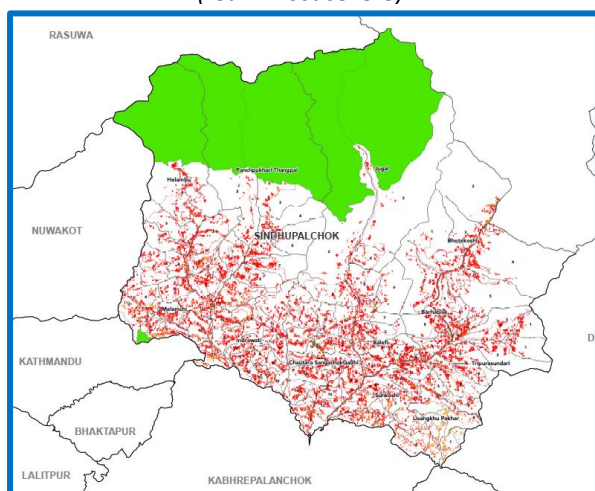 RASUWA
Panchpokhari Thangpal
Jugal
Helambu
NUWAKOT
SINDHUPALCHOK
Bhotekoshi
Melamchi
Barhabise
Indrawati
Balefi
KATHMANDU
Chautara SangachokGadhi
Tripurasundari
Sunkoshi
Lisangkhu Pakhar
BHAKTAPUR
LALITPUR
KABHREPALANCHOK
D